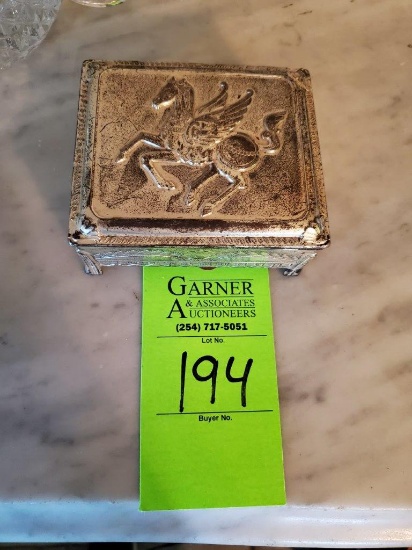 GARNER
& ASSOCIATES
AUCTIONEERS
(254) 717-5051
Lot No.
194
Buyer No.